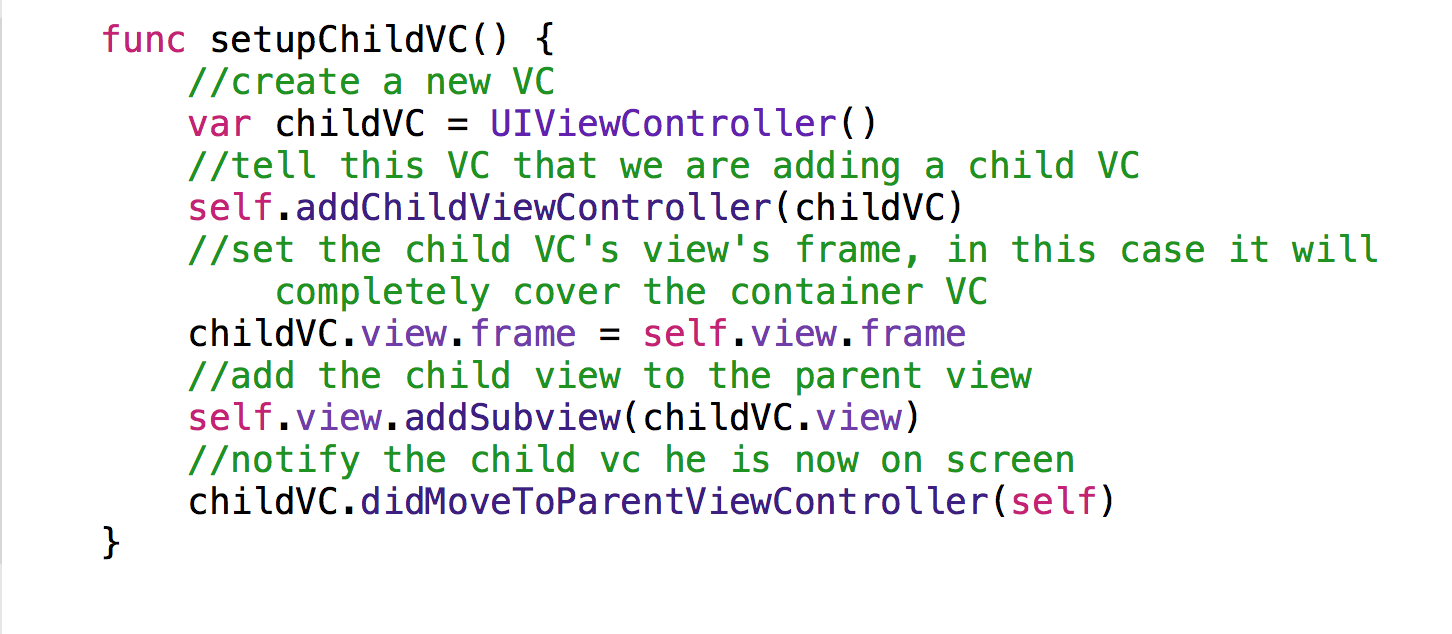 func setupChildVC() {
//create a new VC
var childVC = UIViewController()
//tell this VC that we are adding a child VC
self.addChildViewController(childVC)
//set the child VC's view's frame, in this case it will
completely cover the container VC
childVC.view.frame = self.view.frame
//add the child view to the parent view
self.view.addSubview(childVC.view)
//notify the child vc he is now on screen
childVC.didMoveToParentViewController(self)
}